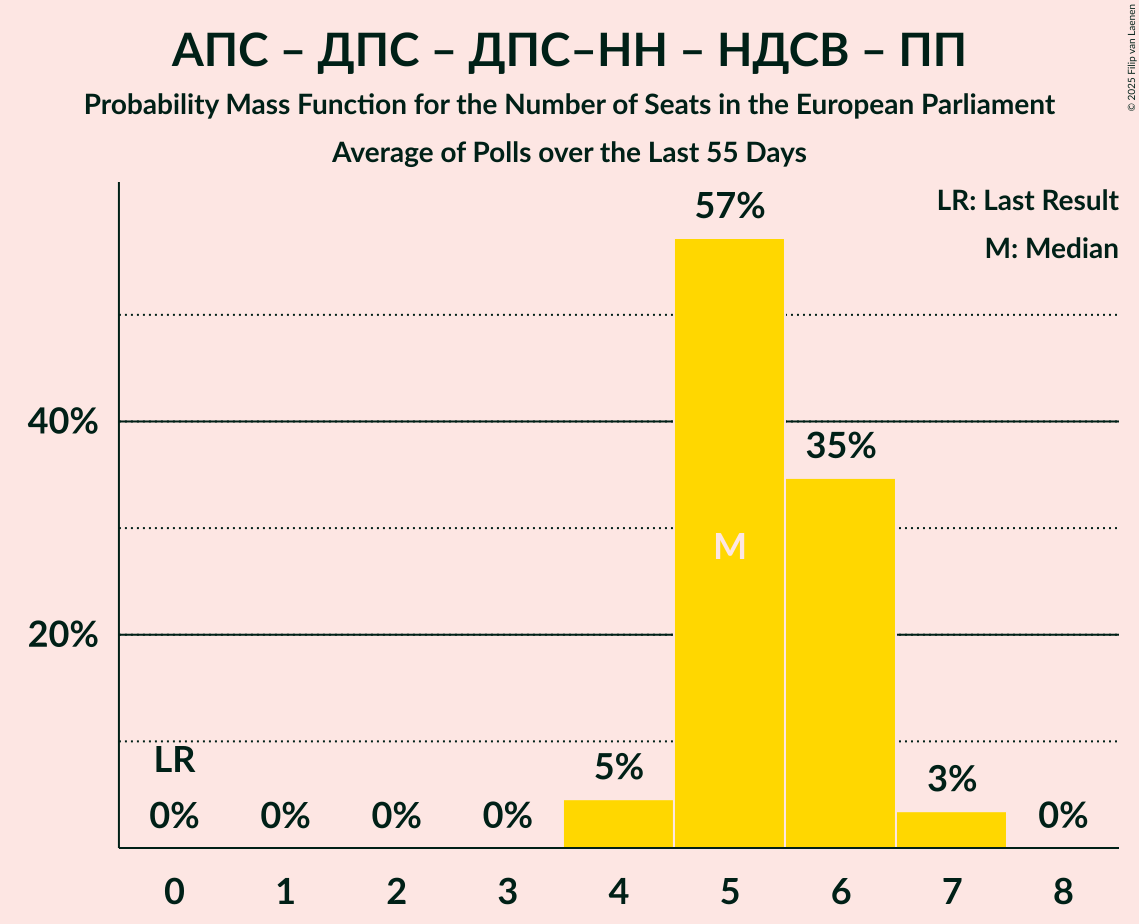 АПС – ДПС – ДПС–НН – НДСВ – ПП
Probability Mass Function for the Number of Seats in the European Parliament
Average of Polls over the Last 55 Days
© 2025 Filip van Laenen
LR: Last Result
M: Median
57%
40%
35%
M
20%
LR
5%
3%
0% 0% 0% 0% 0%
0 1 2 3 4 5 6 7 8